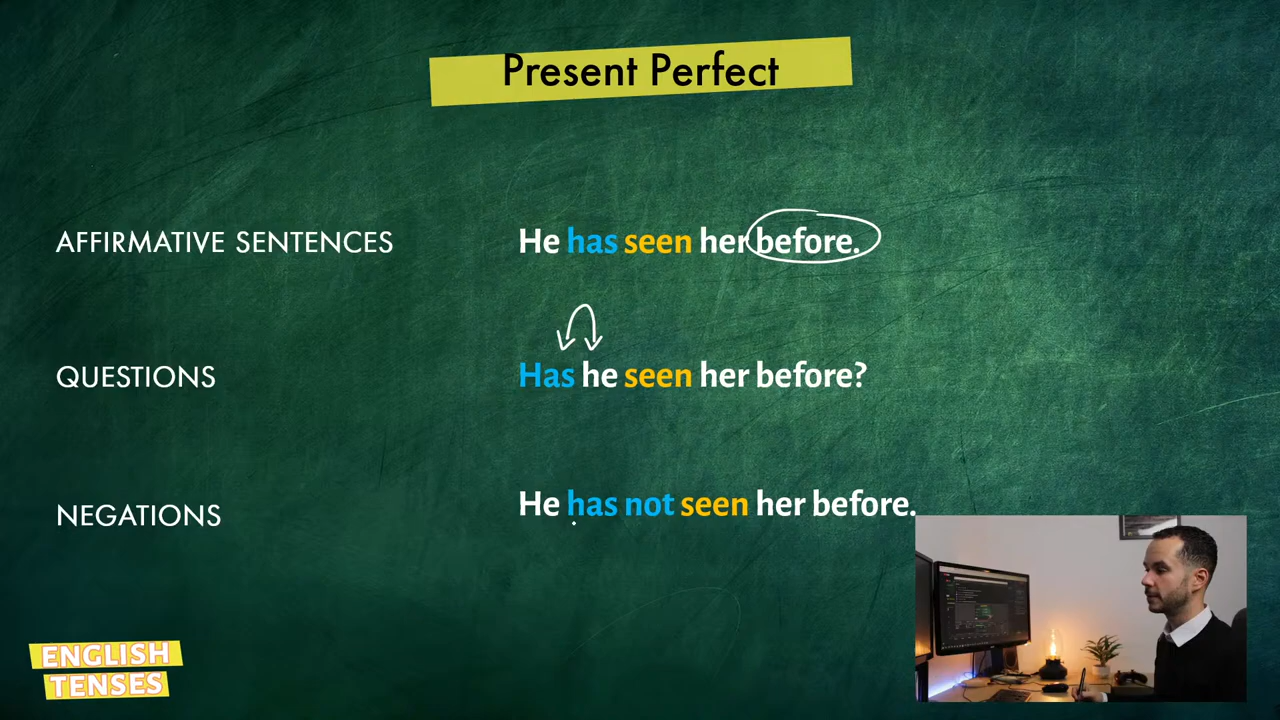 Present Perfect
AFFIRMATIVE SENTENCES
He has seen her before.
QUESTIONS
Has he seen her before?
NEGATIONS
He has not seen her before.
ENGLISH
TENSES